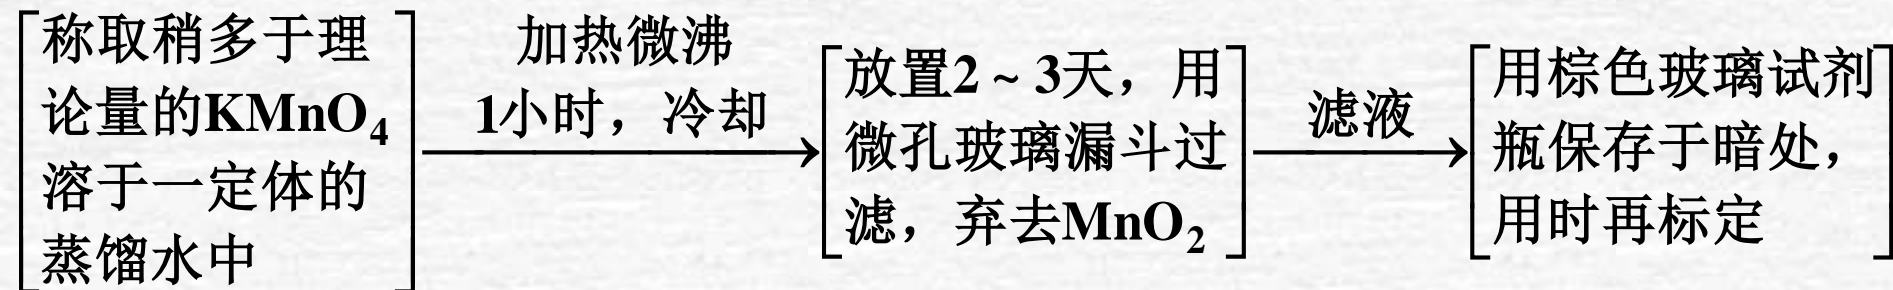 称取稍多于理
论量的KMnO₄
溶于一定体的
蒸馏水中
加热微沸
1小时，冷却
放置2 ~ 3天，用
微孔玻璃漏斗过
滤，弃去MnO₂
滤液
用棕色玻璃试剂
瓶保存于暗处，
用时再标定